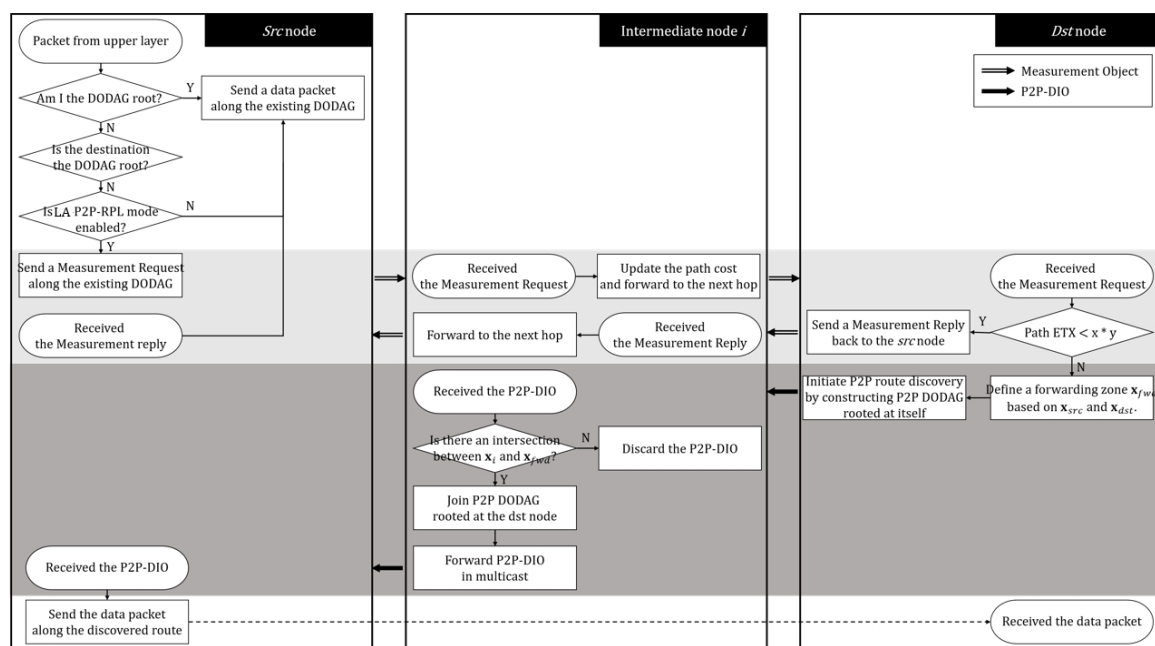 Src node
Packet from upper layer
Am I the DODAG root?
Y
Send a data packet
along the existing DODAG
N
Is the destination
the DODAG root?
N
IsLA P2P-RPL mode
enabled?
N
Y
Send a Measurement Request
along the existing DODAG
Received
the Measurement reply
Received the P2P-DIO
Send the data packet
along the discovered route
Intermediate node i
Received
the Measurement Request
Update the path cost
and forward to the next hop
Forward to the next hop
Received
the Measurement Reply
Received the P2P-DIO
Is there an intersection
between x_i and x_fwd?
N
Discard the P2P-DIO
Y
Join P2P DODAG
rooted at the dst node
Forward P2P-DIO
in multicast
Dst node
Measurement Object
P2P-DIO
Received
the Measurement Request
Path ETX < x * y
Y
Send a Measurement Reply
back to the src node
N
Define a forwarding zone x_fwd
based on x_src and x_dst.
Initiate P2P route discovery
by constructing P2P DODAG
rooted at itself
Received the data packet